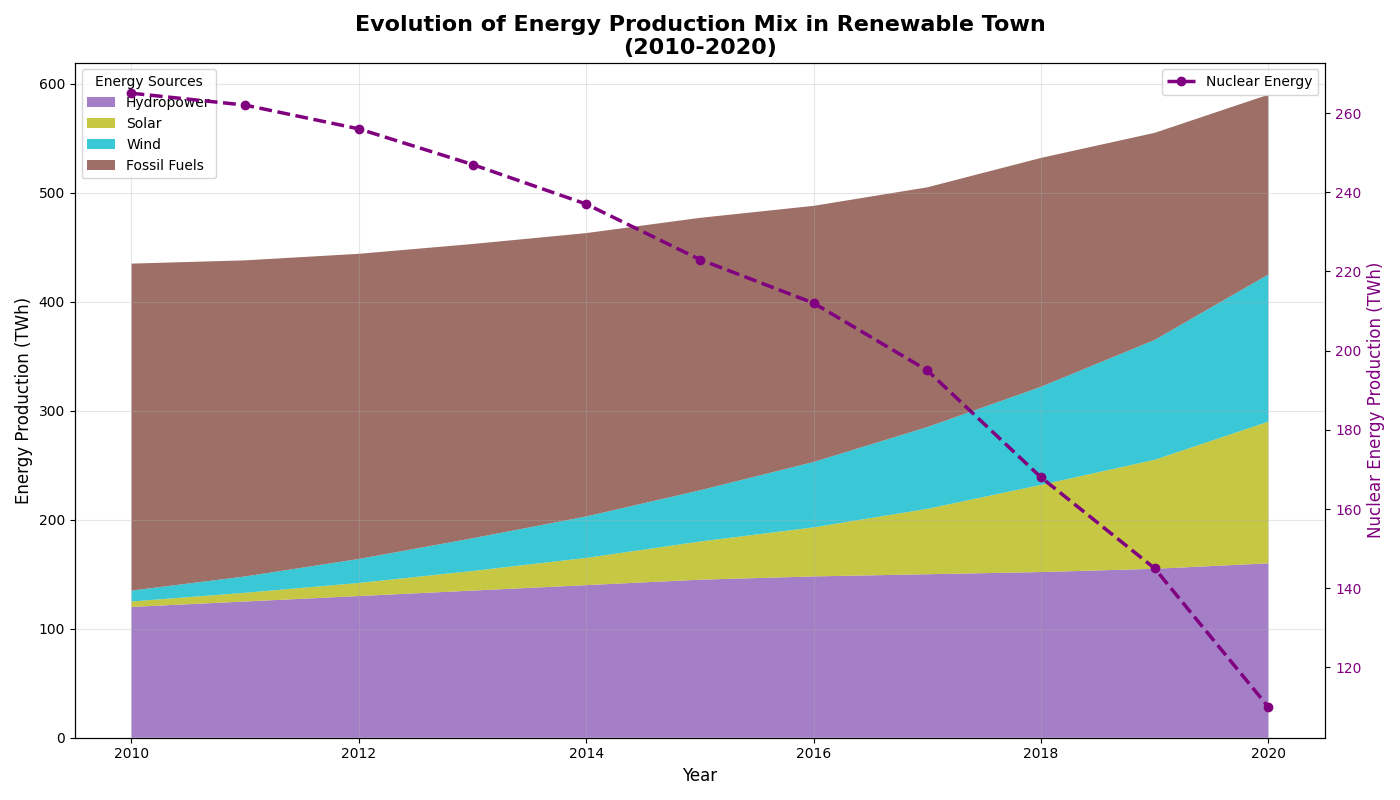 Evolution of Energy Production Mix in Renewable Town
(2010-2020)
Energy Sources
Hydropower
Solar
Wind
Fossil Fuels
Nuclear Energy
Energy Production (TWh)
600
500
400
300
200
100
0
260
240
220
200
180
160
140
120
Nuclear Energy Production (TWh)
2010
2012
2014
2016
2018
2020
Year